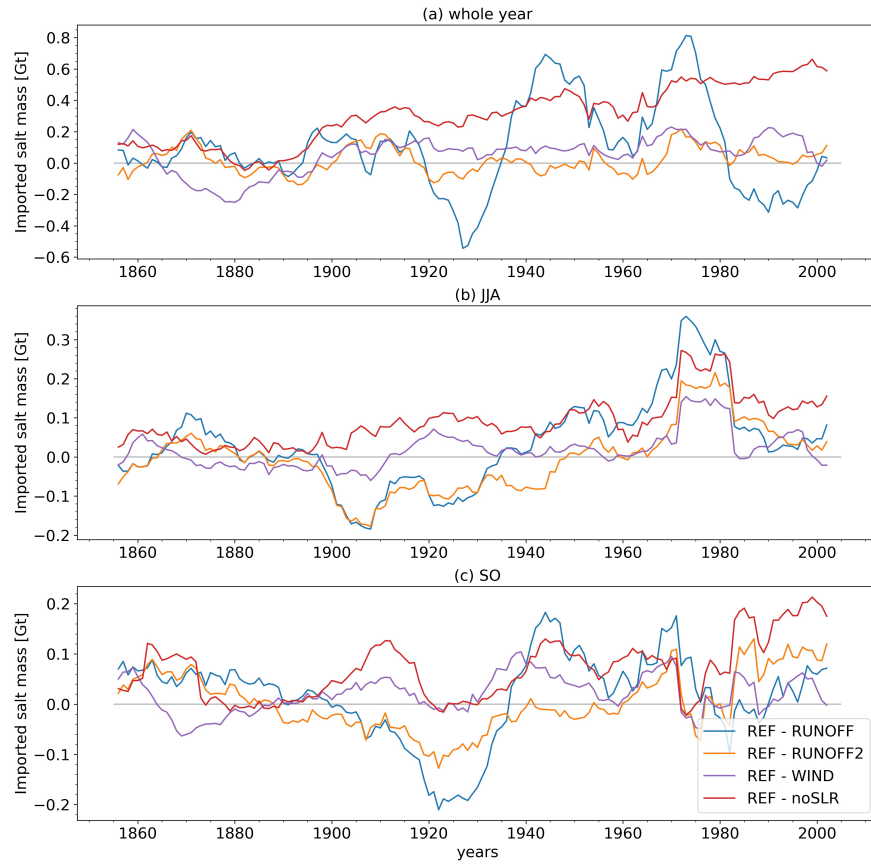 (a) whole year
Imported salt mass [Gt]
0.8
0.6
0.4
0.2
0.0
−0.2
−0.4
−0.6
1860 1880 1900 1920 1940 1960 1980 2000
(b) JJA
Imported salt mass [Gt]
0.3
0.2
0.1
0.0
−0.1
−0.2
1860 1880 1900 1920 1940 1960 1980 2000
(c) SO
Imported salt mass [Gt]
0.2
0.1
0.0
−0.1
−0.2
REF - RUNOFF
REF - RUNOFF2
REF - WIND
REF - noSLR
1860 1880 1900 1920 1940 1960 1980 2000
years